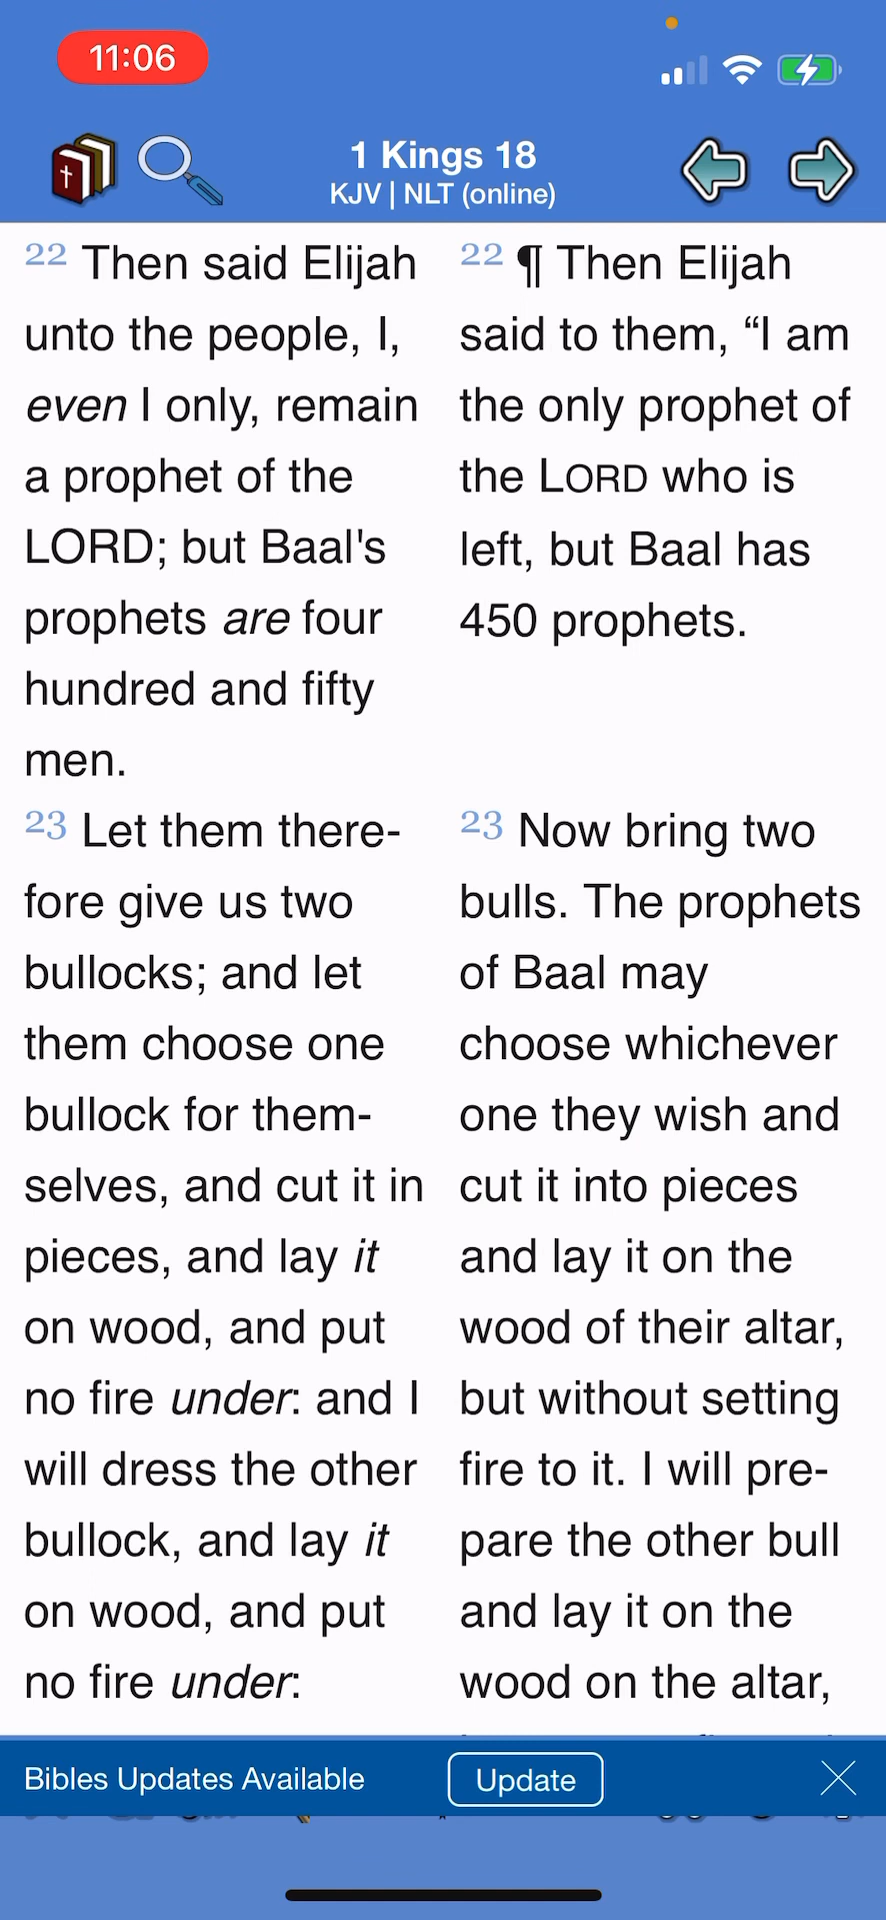 11:06
1 Kings 18
KJV | NLT (online)
22 Then said Elijah
unto the people, I,
even I only, remain
a prophet of the
LORD; but Baal's
prophets are four
hundred and fifty
men.
23 Let them there-
fore give us two
bullocks; and let
them choose one
bullock for them-
selves, and cut it in
pieces, and lay it
on wood, and put
no fire under: and I
will dress the other
bullock, and lay it
on wood, and put
no fire under:
22 ¶ Then Elijah
said to them, “I am
the only prophet of
the LORD who is
left, but Baal has
450 prophets.
23 Now bring two
bulls. The prophets
of Baal may
choose whichever
one they wish and
cut it into pieces
and lay it on the
wood of their altar,
but without setting
fire to it. I will pre-
pare the other bull
and lay it on the
wood on the altar,
Bibles Updates Available
Update